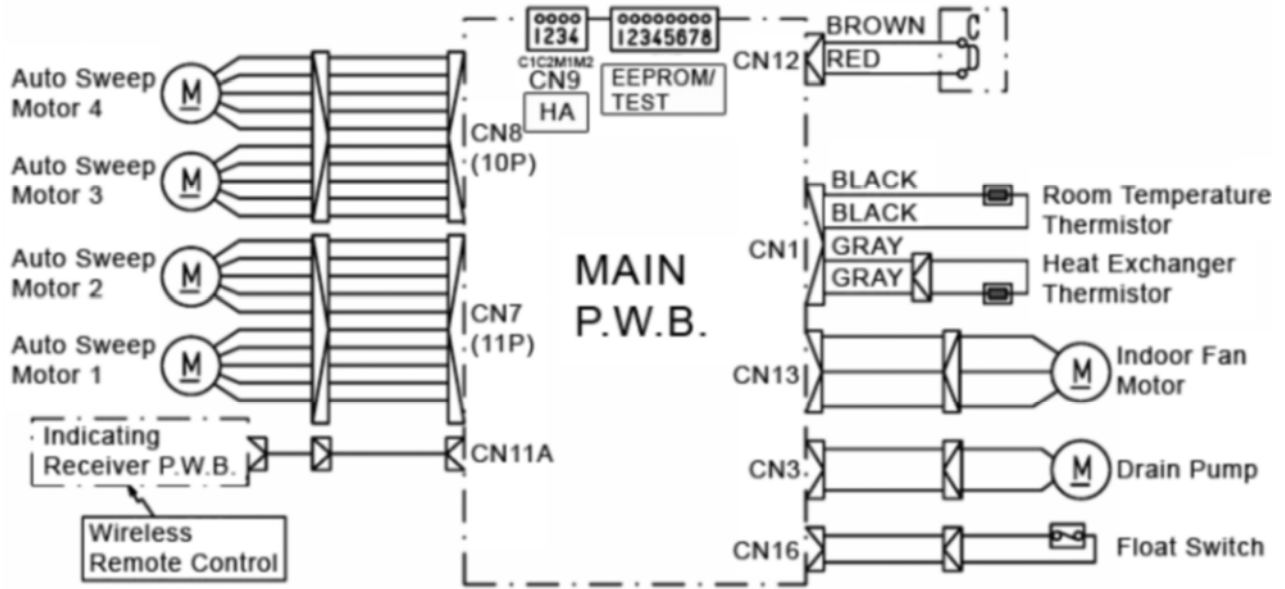 Auto Sweep
Motor 4
M
Auto Sweep
Motor 3
M
Auto Sweep
Motor 2
M
Auto Sweep
Motor 1
M
Indicating
Receiver P.W.B.
Wireless
Remote Control
1234
C1C2M1M2
CN9
HA
12345678
EEPROM/
TEST
CN8
(10P)
CN7
(11P)
CN11A
MAIN
P.W.B.
CN12
BROWN
RED
CN1
BLACK
BLACK
GRAY
GRAY
Room Temperature
Thermistor
Heat Exchanger
Thermistor
CN13
M
Indoor Fan
Motor
CN3
M
Drain Pump
CN16
Float Switch